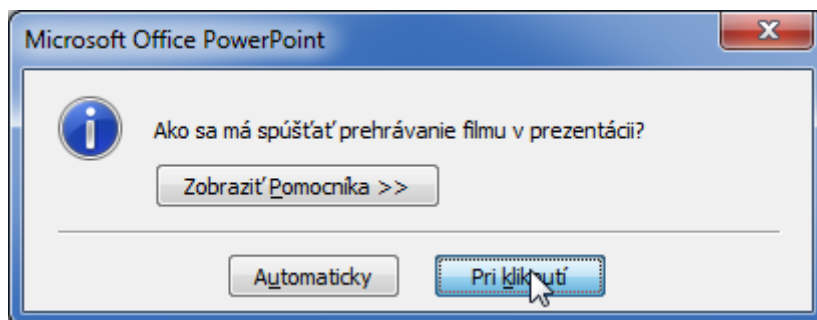 Microsoft Office PowerPoint
Ako sa má spúšťať prehrávanie filmu v prezentácii?
Zobraziť Pomocníka >>
Automaticky
Pri kliknutí